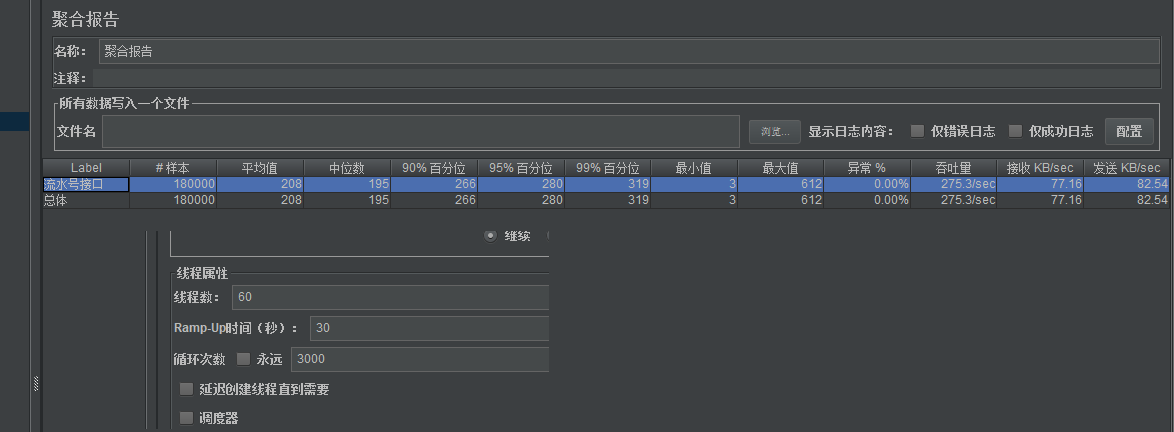 聚合报告
名称： 聚合报告
注释：
所有数据写入一个文件
文件名 浏览... 显示日志内容： 仅错误日志 仅成功日志 配置
Label # 样本 平均值 中位数 90% 百分位 95% 百分位 99% 百分位 最小值 最大值 异常 % 吞吐量 接收 KB/sec 发送 KB/sec
流水号接口 180000 208 195 266 280 319 3 612 0.00% 275.3/sec 77.16 82.54
总体 180000 208 195 266 280 319 3 612 0.00% 275.3/sec 77.16 82.54
继续
线程属性
线程数： 60
Ramp-Up时间（秒）： 30
循环次数 永远 3000
延迟创建线程直到需要
调度器